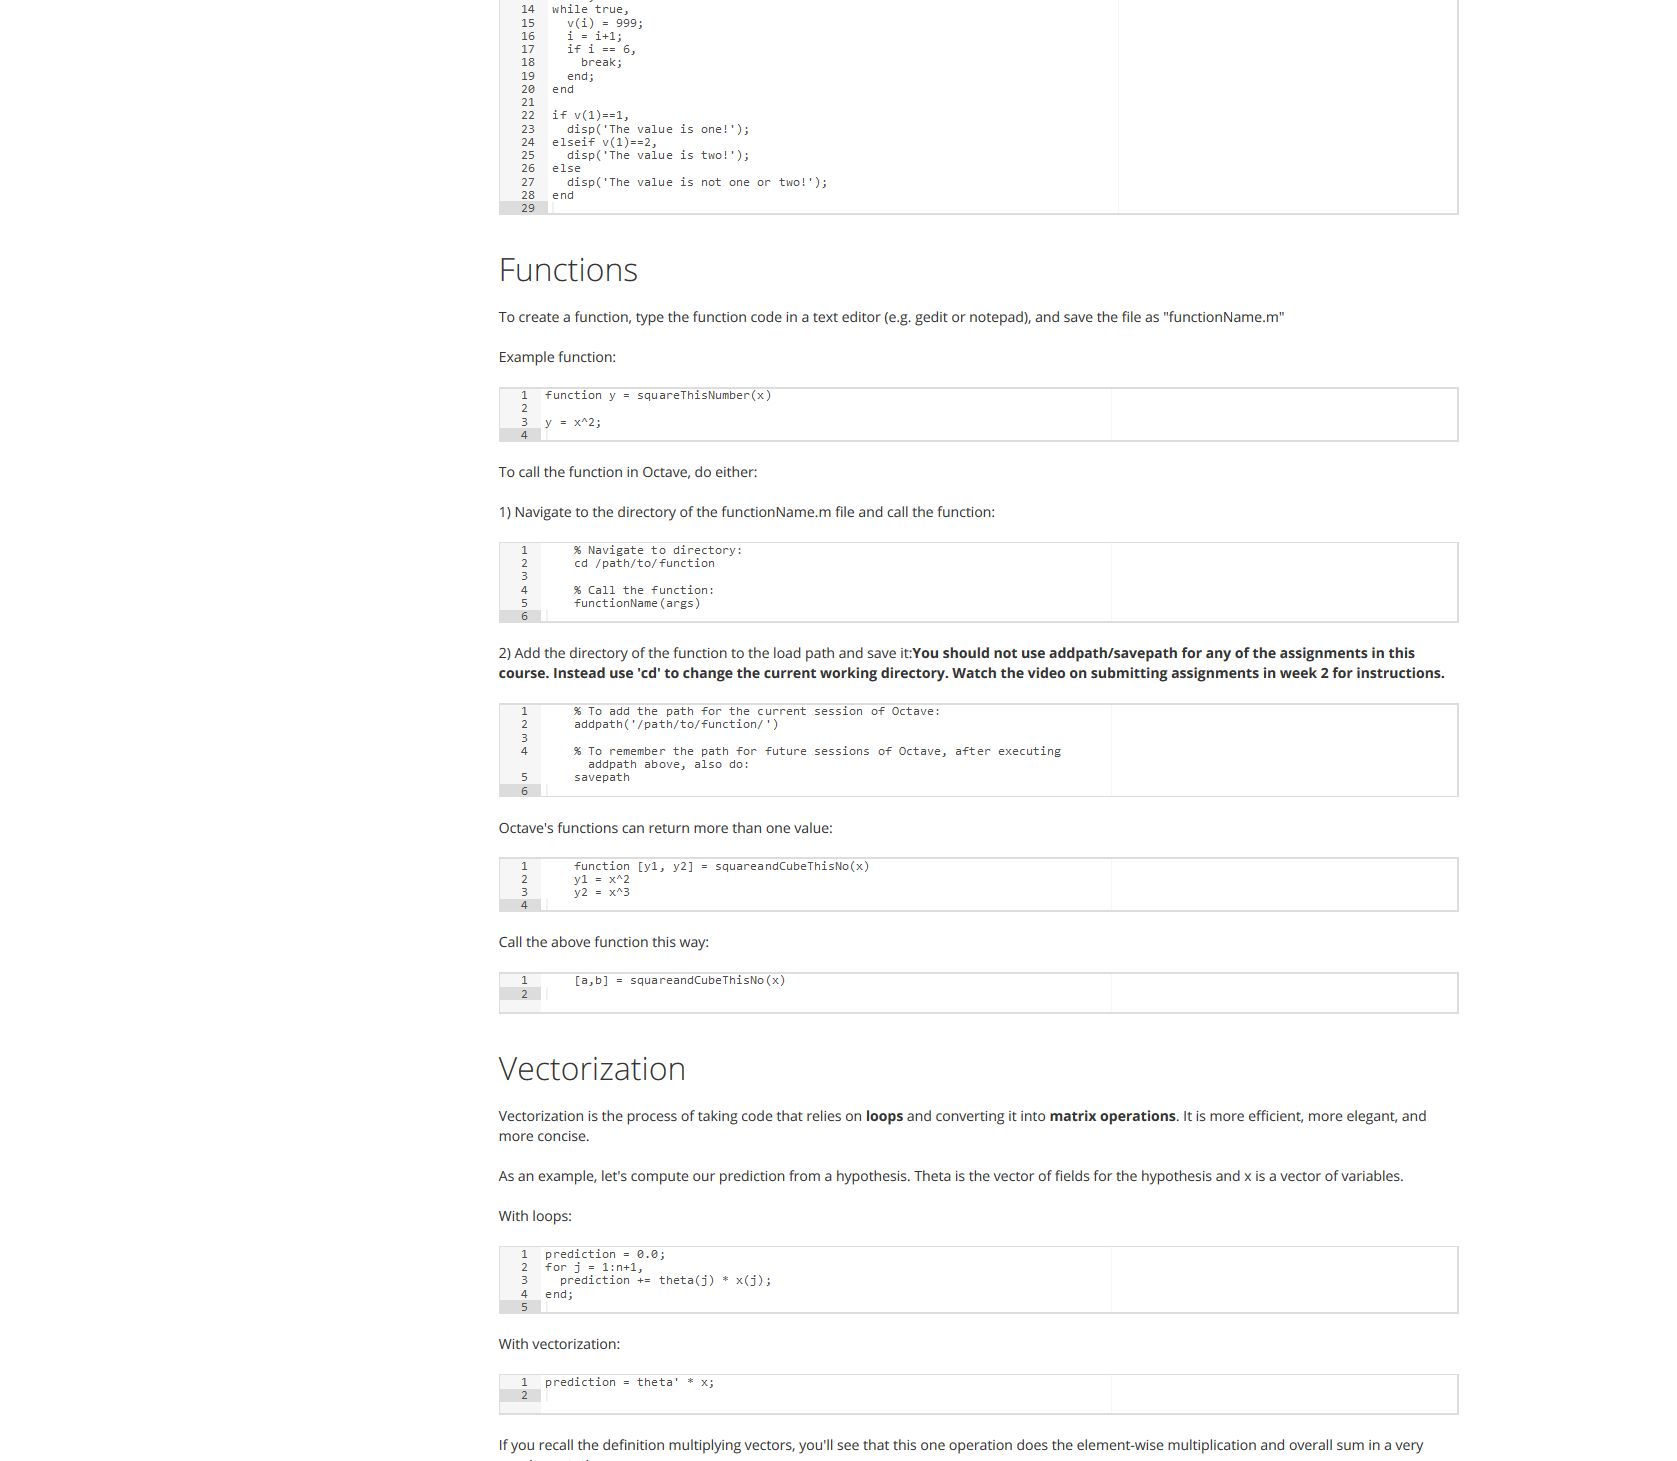 14 while true,
15 v(i) = 999;
16 i = i+1;
17 if i == 6,
18 break;
19 end;
20 end
21
22 if v(1)==1,
23 disp('The value is one!');
24 elseif v(1)==2,
25 disp('The value is two!');
26 else
27 disp('The value is not one or two!');
28 end
29
Functions
To create a function, type the function code in a text editor (e.g. gedit or notepad), and save the file as "functionName.m"
Example function:
1 function y = squareThisNumber(x)
2
3 y = x^2;
4
To call the function in Octave, do either:
1) Navigate to the directory of the functionName.m file and call the function:
1 % Navigate to directory:
2 cd /path/to/function
3
4 % Call the function:
5 functionName(args)
6
2) Add the directory of the function to the load path and save it:You should not use addpath/savepath for any of the assignments in this
course. Instead use 'cd' to change the current working directory. Watch the video on submitting assignments in week 2 for instructions.
1 % To add the path for the current session of Octave:
2 addpath('/path/to/function/')
3
4 % To remember the path for future sessions of Octave, after executing
addpath above, also do:
5 savepath
6
Octave's functions can return more than one value:
1 function [y1, y2] = squareandCubeThisNo(x)
2 y1 = x^2
3 y2 = x^3
4
Call the above function this way:
1 [a,b] = squareandCubeThisNo(x)
2
Vectorization
Vectorization is the process of taking code that relies on loops and converting it into matrix operations. It is more efficient, more elegant, and
more concise.
As an example, let's compute our prediction from a hypothesis. Theta is the vector of fields for the hypothesis and x is a vector of variables.
With loops:
1 prediction = 0.0;
2 for j = 1:n+1,
3 prediction += theta(j) * x(j);
4 end;
5
With vectorization:
1 prediction = theta' * x;
2
If you recall the definition multiplying vectors, you'll see that this one operation does the element-wise multiplication and overall sum in a very